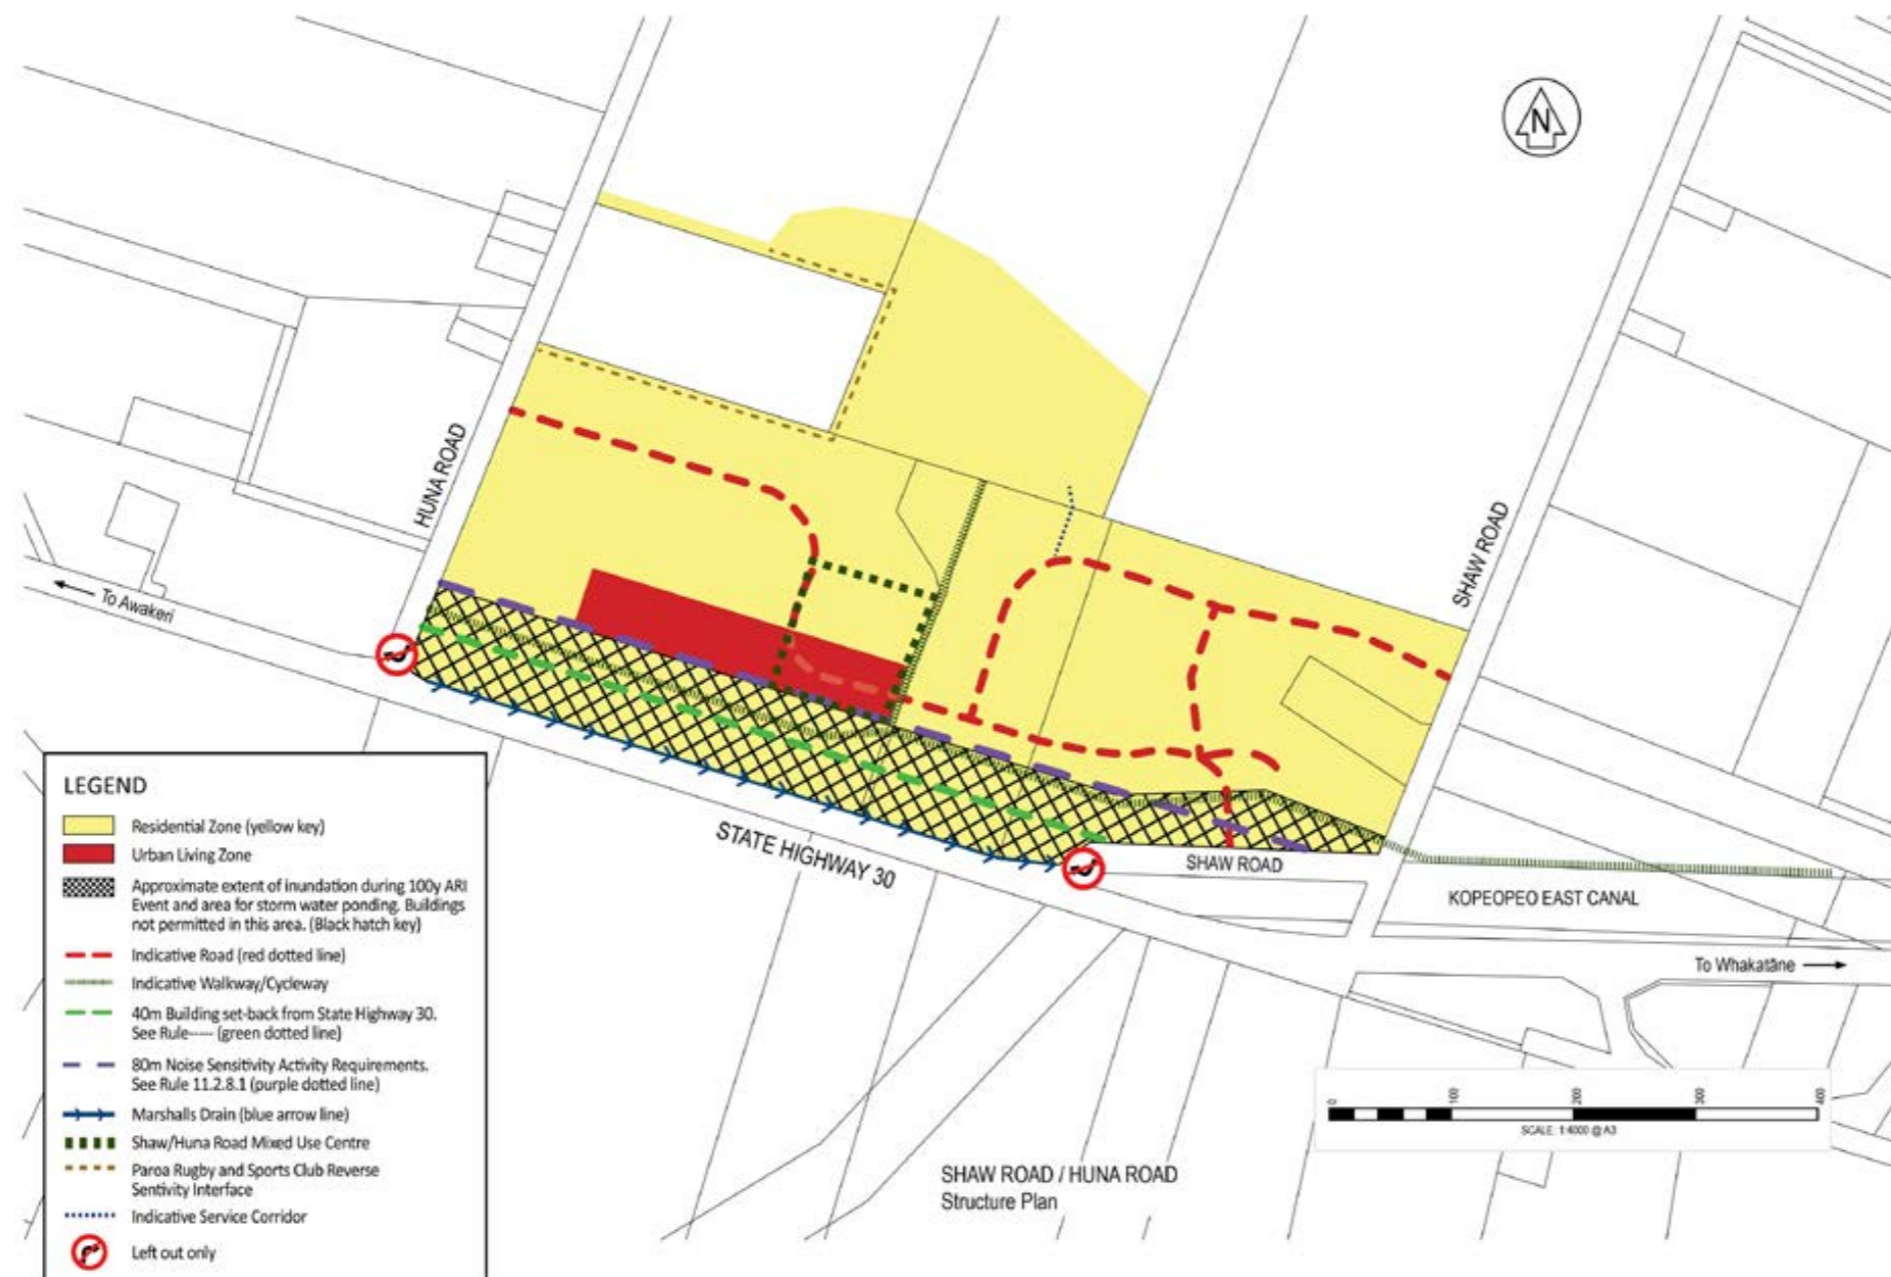 N
HUNA ROAD
SHAW ROAD
To Awakeri
STATE HIGHWAY 30
SHAW ROAD
KOPEOPEO EAST CANAL
To Whakatāne
LEGEND
Residential Zone (yellow key)
Urban Living Zone
Approximate extent of inundation during 100y ARI
Event and area for storm water ponding. Buildings
not permitted in this area. (Black hatch key)
Indicative Road (red dotted line)
Indicative Walkway/Cycleway
40m Building set-back from State Highway 30.
See Rule----- (green dotted line)
80m Noise Sensitivity Activity Requirements.
See Rule 11.2.8.1 (purple dotted line)
Marshalls Drain (blue arrow line)
Shaw/Huna Road Mixed Use Centre
Paroa Rugby and Sports Club Reverse
Sentivity Interface
Indicative Service Corridor
Left out only
0 100 200 300 400
SCALE: 1:4000 @ A3
SHAW ROAD / HUNA ROAD
Structure Plan